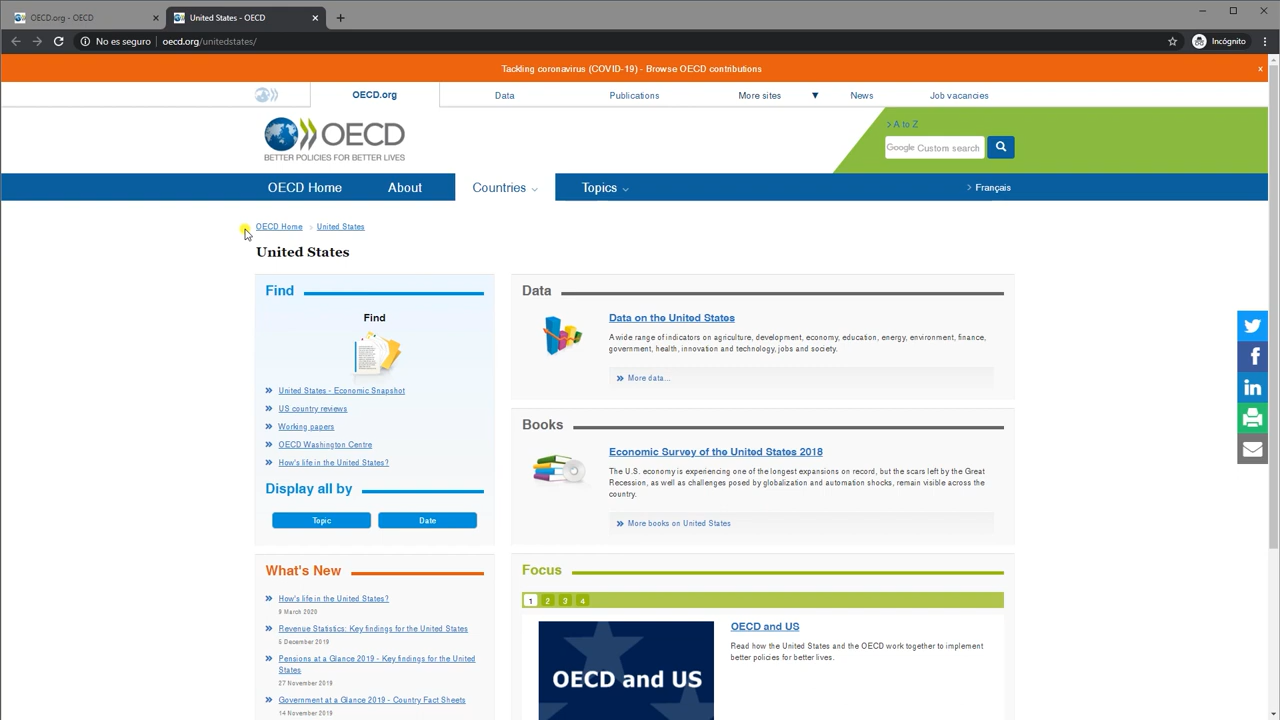 OECD.org - OECD
United States - OECD
No es seguro
oecd.org/unitedstates/
Incógnito
Tackling coronavirus (COVID-19) - Browse OECD contributions
x
OECD.org
Data
Publications
More sites
News
Job vacancies
OECD
BETTER POLICIES FOR BETTER LIVES
> A to Z
Google Custom search
OECD Home
About
Countries
Topics
Français
OECD Home
United States
United States
Find
Find
United States - Economic Snapshot
US country reviews
Working papers
OECD Washington Centre
How's life in the United States?
Display all by
Topic
Date
What's New
How's life in the United States?
9 March 2020
Revenue Statistics: Key findings for the United States
5 December 2019
Pensions at a Glance 2019 - Key findings for the United
States
27 November 2019
Government at a Glance 2019 - Country Fact Sheets
14 November 2019
Data
Data on the United States
A wide range of indicators on agriculture, development, economy, education, energy, environment, finance,
government, health, innovation and technology, jobs and society.
More data...
Books
Economic Survey of the United States 2018
The U.S. economy is experiencing one of the longest expansions on record, but the scars left by the Great
Recession, as well as challenges posed by globalization and automation shocks, remain visible across the
country.
More books on United States
Focus
1 2 3 4
OECD and US
OECD and US
Read how the United States and the OECD work together to implement
better policies for better lives.